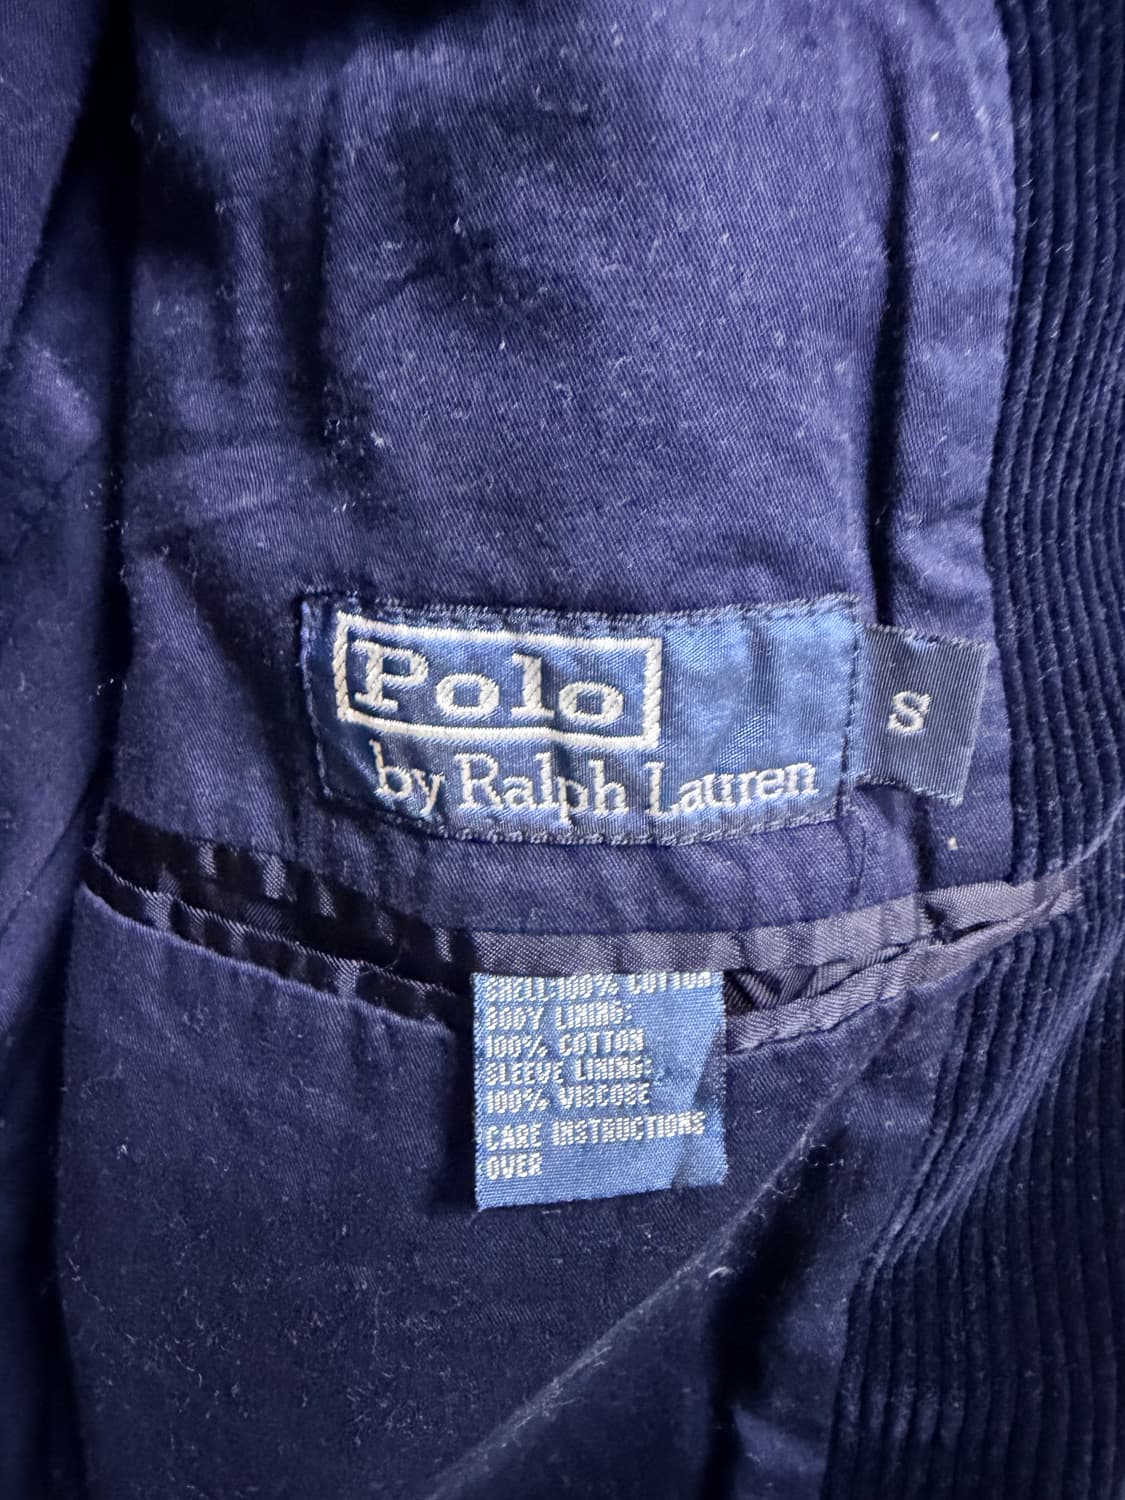 Polo
by Ralph Lauren
S
SHELL:100% COTTON
BODY LINING:
100% COTTON
SLEEVE LINING:
100% VISCOSE
CARE INSTRUCTIONS
OVER